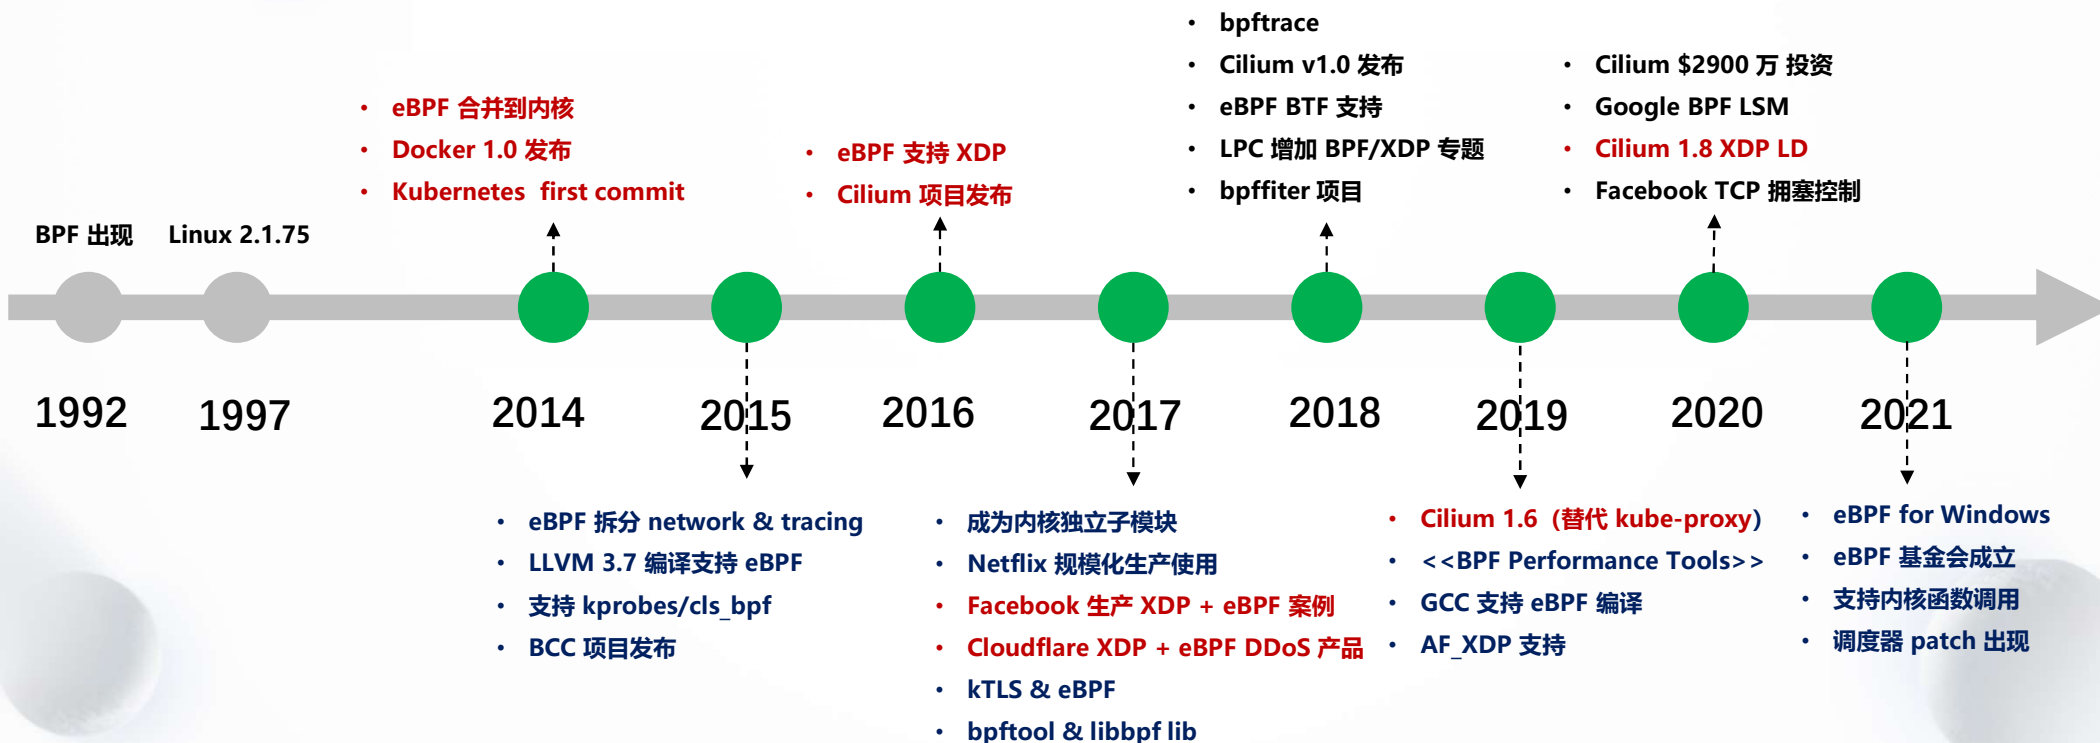 BPF 出现
Linux 2.1.75
• eBPF 合并到内核
• Docker 1.0 发布
• Kubernetes  first commit
• eBPF 支持 XDP
• Cilium 项目发布
• bpftrace
• Cilium v1.0 发布
• eBPF BTF 支持
• LPC 增加 BPF/XDP 专题
• bpffiter 项目
• Cilium $2900 万 投资
• Google BPF LSM
• Cilium 1.8 XDP LD
• Facebook TCP 拥塞控制
1992
1997
2014
2015
2016
2017
2018
2019
2020
2021
• eBPF 拆分 network & tracing
• LLVM 3.7 编译支持 eBPF
• 支持 kprobes/cls_bpf
• BCC 项目发布
• 成为内核独立子模块
• Netflix 规模化生产使用
• Facebook 生产 XDP + eBPF 案例
• Cloudflare XDP + eBPF DDoS 产品
• kTLS & eBPF
• bpftool & libbpf lib
• Cilium 1.6  (替代 kube-proxy)
• <<BPF Performance Tools>>
• GCC 支持 eBPF 编译
• AF_XDP 支持
• eBPF for Windows
• eBPF 基金会成立
• 支持内核函数调用
• 调度器 patch 出现